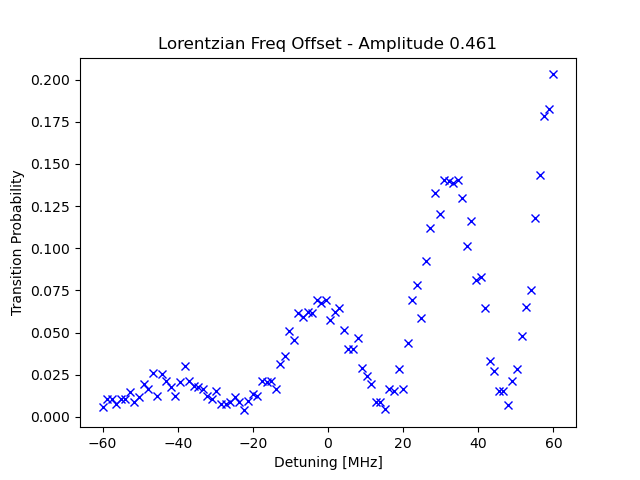 Lorentzian Freq Offset - Amplitude 0.461
Transition Probability
0.200
0.175
0.150
0.125
0.100
0.075
0.050
0.025
0.000
−60 −40 −20 0 20 40 60
Detuning [MHz]